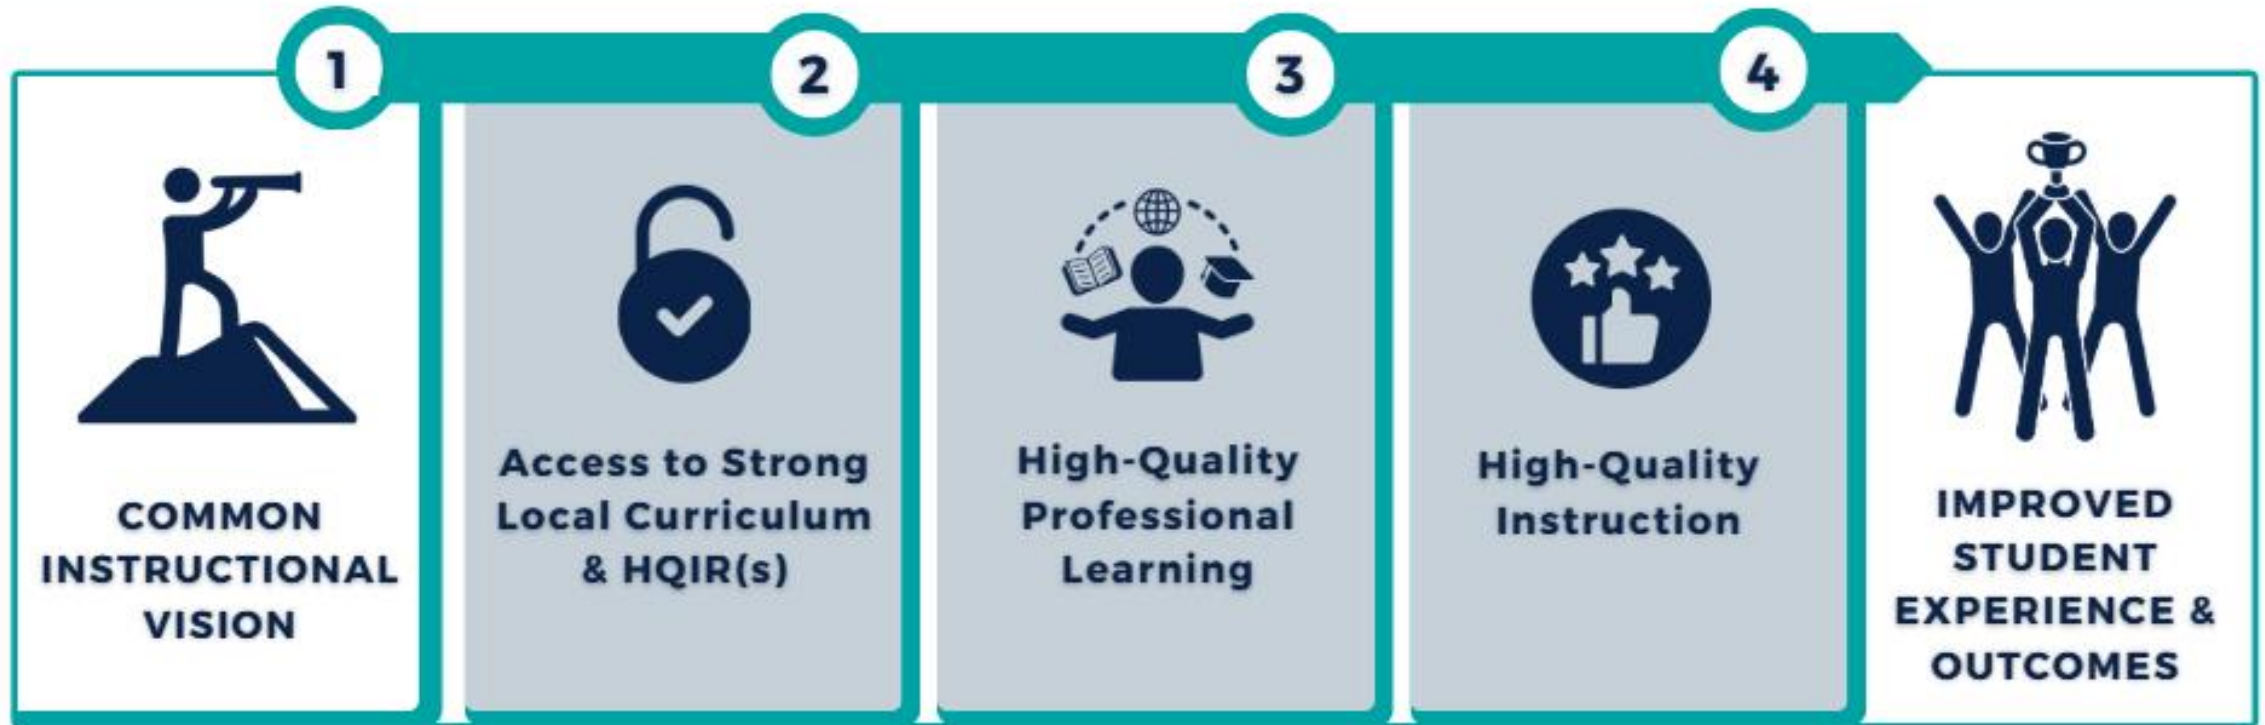 1
COMMON
INSTRUCTIONAL
VISION
2
Access to Strong
Local Curriculum
& HQIR(s)
3
High-Quality
Professional
Learning
4
High-Quality
Instruction
IMPROVED
STUDENT
EXPERIENCE &
OUTCOMES